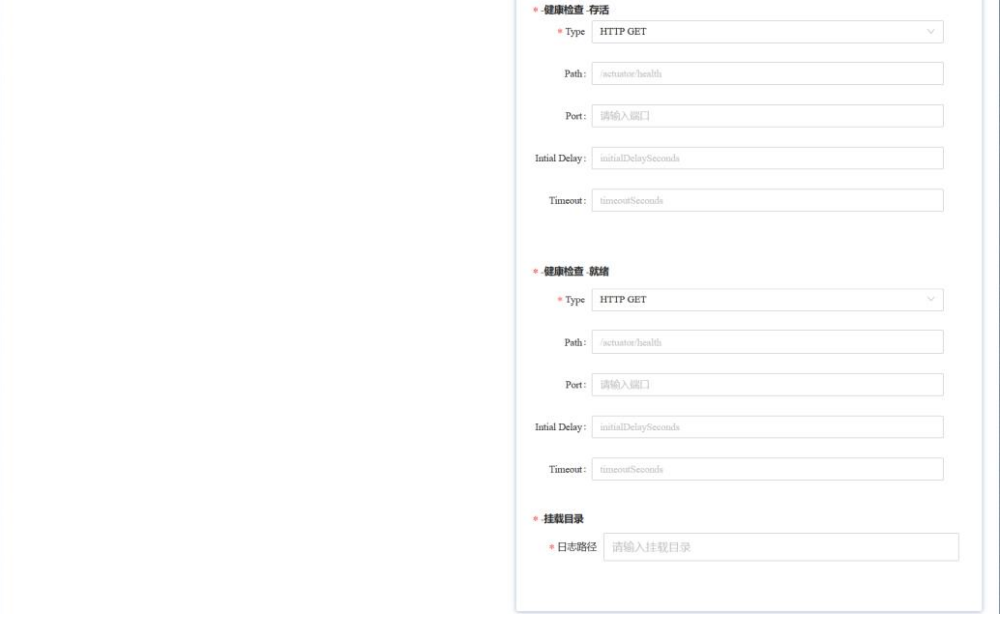 * -健康检查 -存活
* Type HTTP GET
Path: /actuator/health
Port: 请输入端口
Intial Delay: initialDelaySeconds
Timeout: timeoutSeconds
* -健康检查 -就绪
* Type HTTP GET
Path: /actuator/health
Port: 请输入端口
Intial Delay: initialDelaySeconds
Timeout: timeoutSeconds
* -挂载目录
* 日志路径 请输入挂载目录